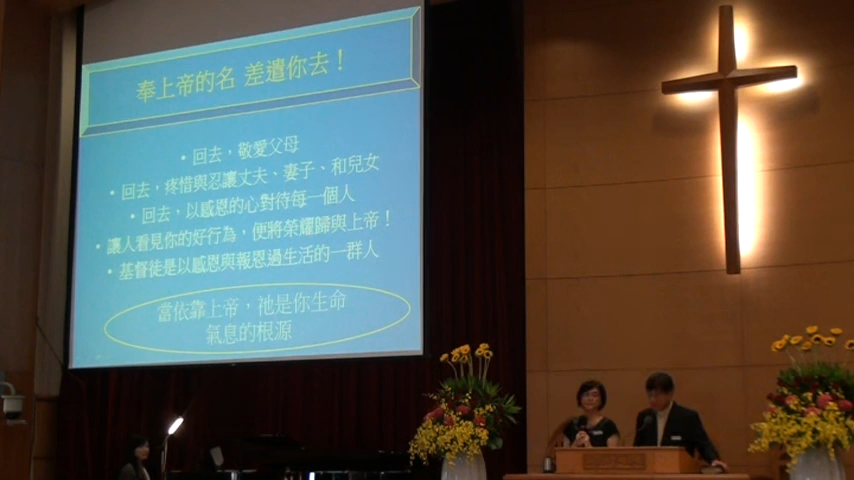 奉上帝的名 差遣你去！
• 回去，敬愛父母
• 回去，疼惜與忍讓丈夫、妻子、和兒女
• 回去，以感恩的心對待每一個人
• 讓人看見你的好行為，便將榮耀歸與上帝！
• 基督徒是以感恩與報恩過生活的一群人
當依靠上帝，祂是你生命
氣息的根源